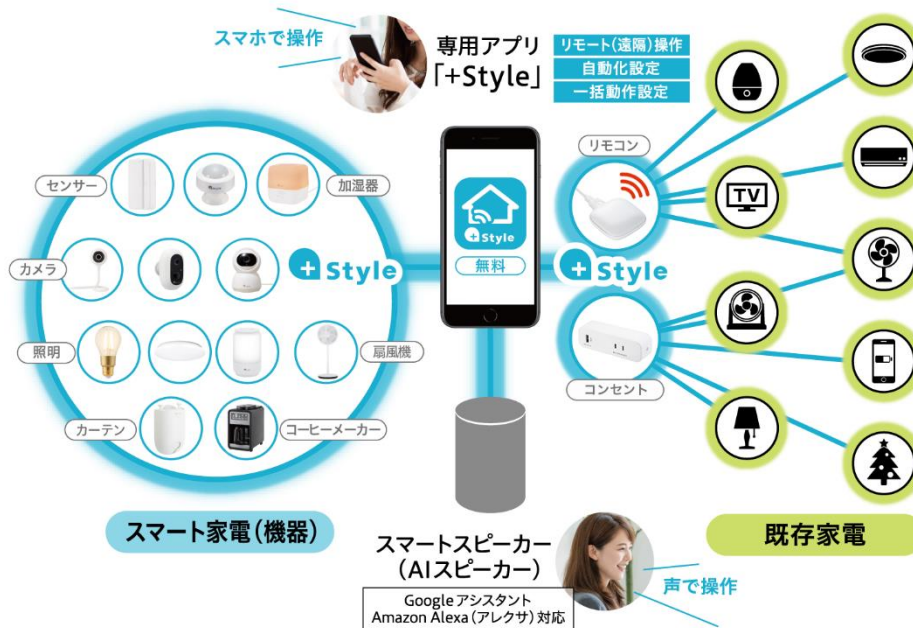 スマホで操作
専用アプリ
「+Style」
リモート(遠隔)操作
自動化設定
一括動作設定
センサー
加湿器
カメラ
照明
扇風機
カーテン
コーヒーメーカー
+Style
+Style
無料
+Style
リモコン
TV
コンセント
スマート家電(機器)
既存家電
スマートスピーカー
(AIスピーカー)
Googleアシスタント
Amazon Alexa(アレクサ)対応
声で操作